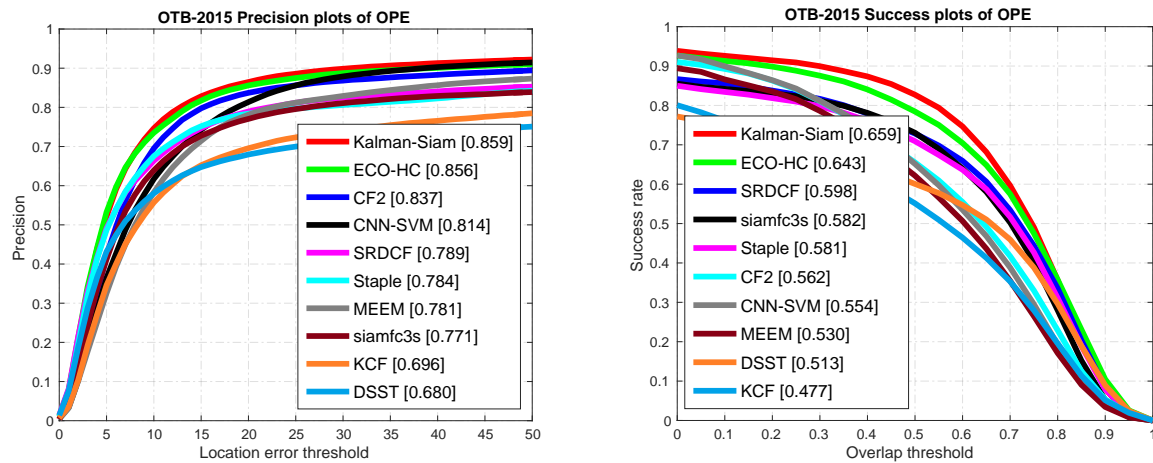 OTB-2015 Precision plots of OPE
1
0.9
0.8
0.7
0.6
0.5
0.4
0.3
0.2
0.1
0
Precision
Kalman-Siam [0.859]
ECO-HC [0.856]
CF2 [0.837]
CNN-SVM [0.814]
SRDCF [0.789]
Staple [0.784]
MEEM [0.781]
siamfc3s [0.771]
KCF [0.696]
DSST [0.680]
0 5 10 15 20 25 30 35 40 45 50
Location error threshold
OTB-2015 Success plots of OPE
1
0.9
0.8
0.7
0.6
0.5
0.4
0.3
0.2
0.1
0
Success rate
Kalman-Siam [0.659]
ECO-HC [0.643]
SRDCF [0.598]
siamfc3s [0.582]
Staple [0.581]
CF2 [0.562]
CNN-SVM [0.554]
MEEM [0.530]
DSST [0.513]
KCF [0.477]
0 0.1 0.2 0.3 0.4 0.5 0.6 0.7 0.8 0.9 1
Overlap threshold